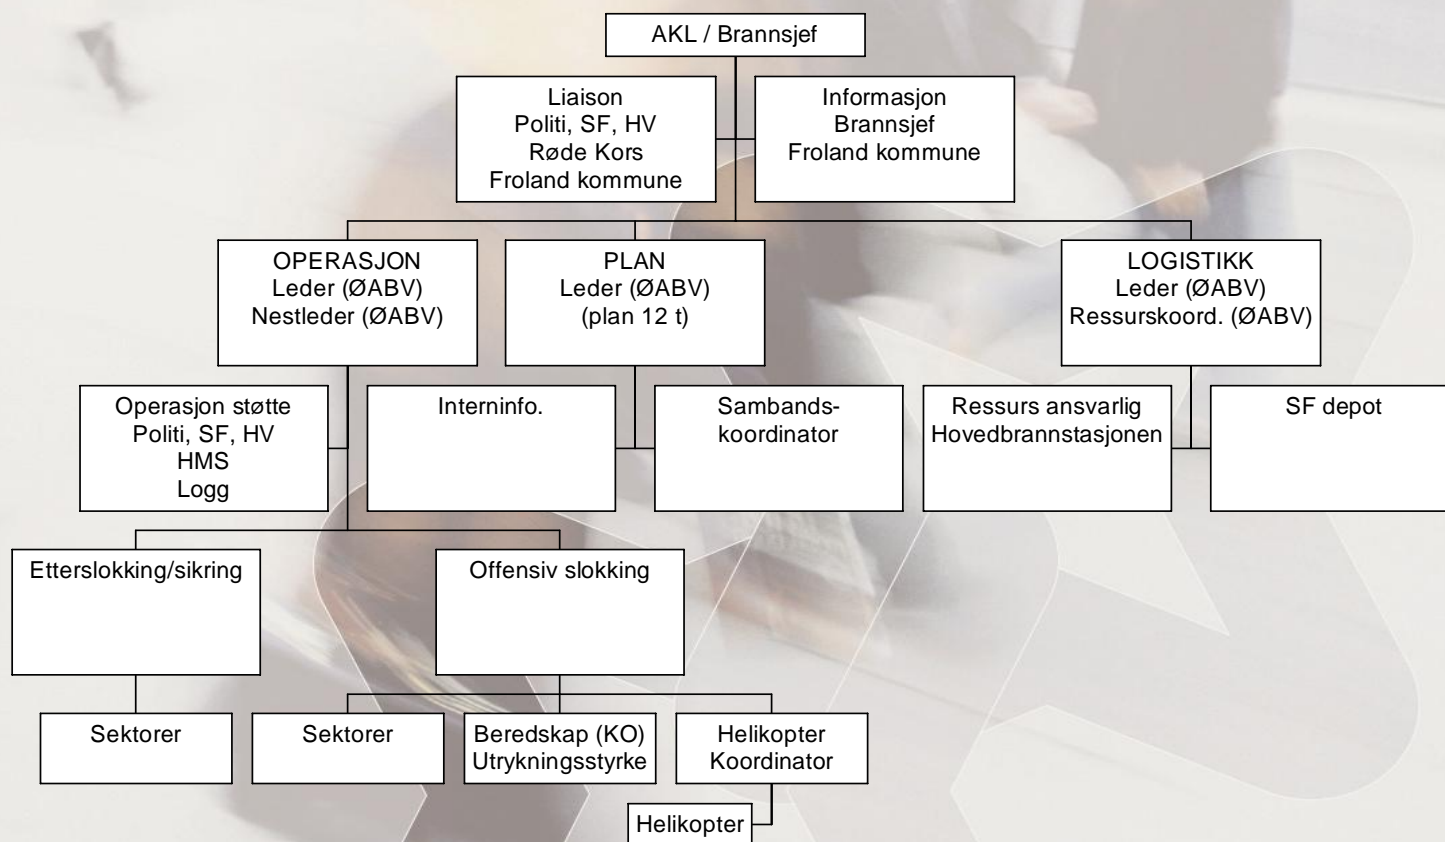 AKL / Brannsjef
Liaison
Politi, SF, HV
Røde Kors
Froland kommune
Informasjon
Brannsjef
Froland kommune
OPERASJON
Leder (ØABV)
Nestleder (ØABV)
PLAN
Leder (ØABV)
(plan 12 t)
LOGISTIKK
Leder (ØABV)
Ressurskoord. (ØABV)
Operasjon støtte
Politi, SF, HV
HMS
Logg
Interninfo.
Sambands-
koordinator
Ressurs ansvarlig
Hovedbrannstasjonen
SF depot
Etterslokking/sikring
Offensiv slokking
Sektorer
Sektorer
Beredskap (KO)
Utrykningsstyrke
Helikopter
Koordinator
Helikopter